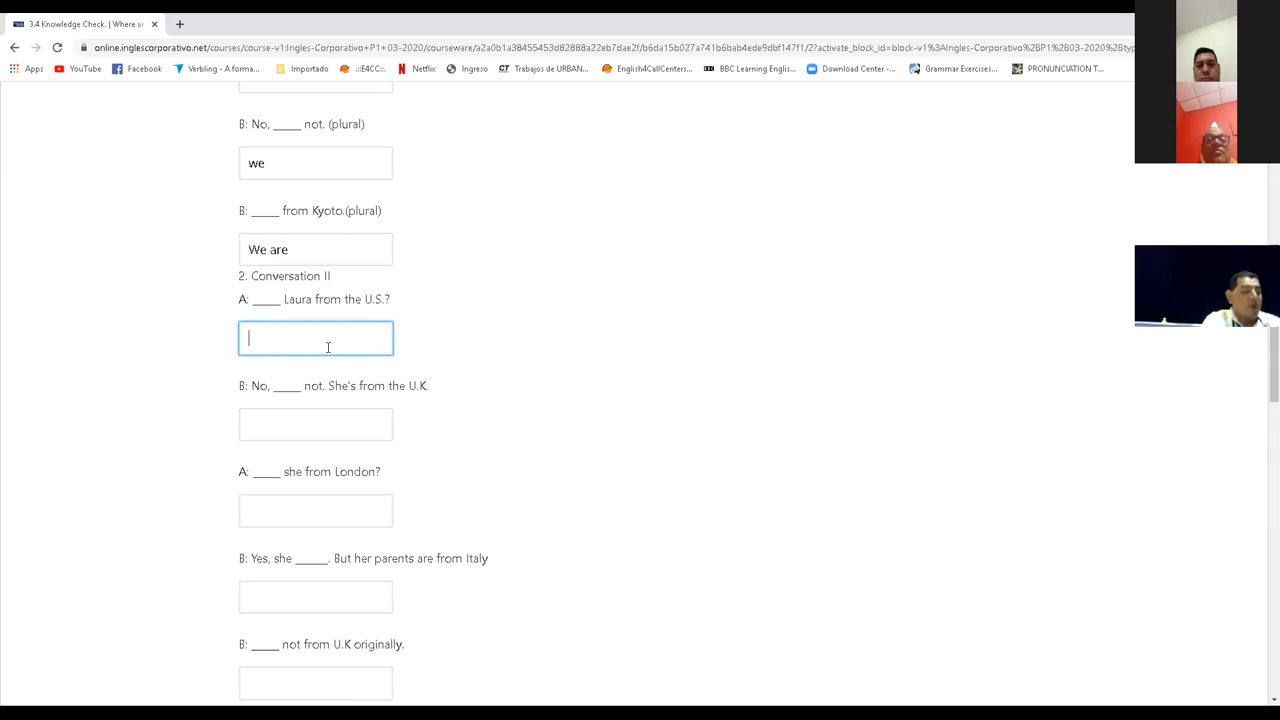 3.4 Knowledge Check. | Where a
online.inglescorporativo.net/courses/course-v1:Ingles-Corporativo+P1+03-2020/courseware/a2a0b1a38455453d82888a22eb7dae2f/b6da15b027a741b6bab4edebdbf147f1/2?activate_block_id=block-v1%3AIngles-Corporativo%2BP1%2B03-2020%2Btyp
Apps YouTube Facebook Verbling - A forma... Importado .::E4CC::. Netflix Ingreso Trabajos de URBAN... English4CallCenters... BBC Learning Englis... Download Center -... Grammar Exercises... PRONUNCIATION T...
B: No, _____ not. (plural)
we
B: _____ from Kyoto.(plural)
We are
2. Conversation II
A: _____ Laura from the U.S.?
B: No, _____ not. She's from the U.K.
A: _____ she from London?
B: Yes, she ______. But her parents are from Italy
B: _____ not from U.K originally.